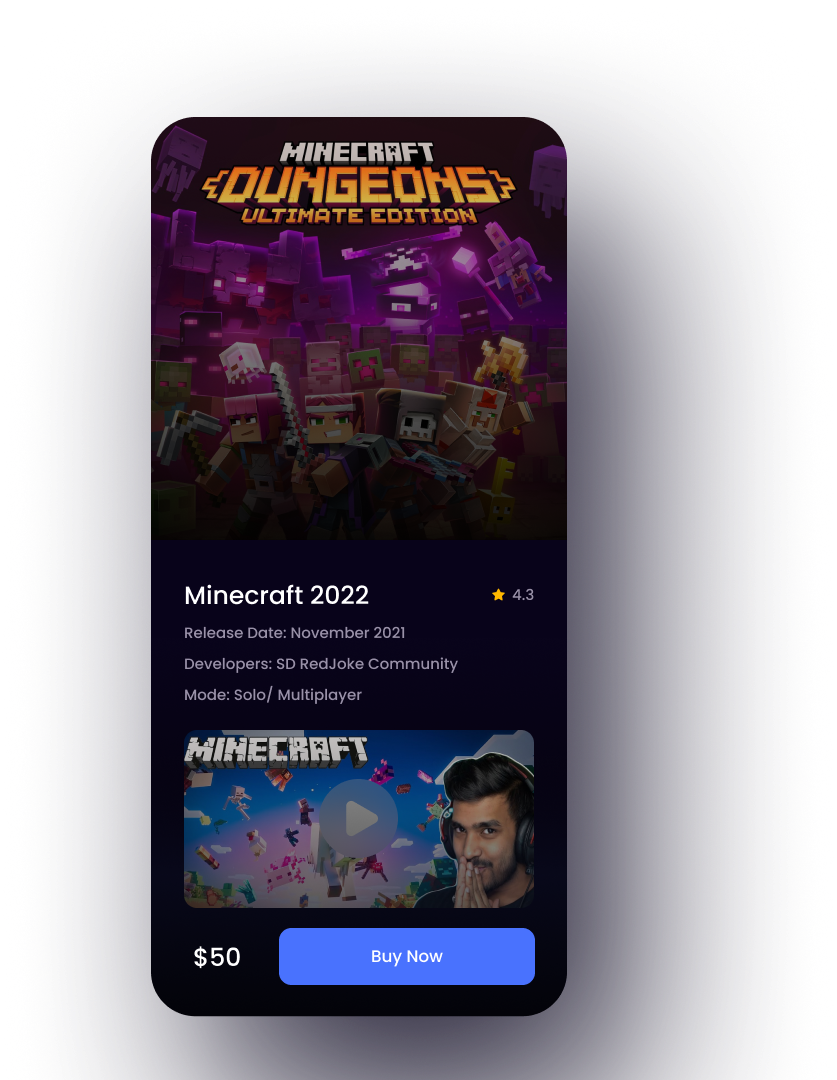 MINECRAFT
DUNGEONS
ULTIMATE EDITION
Minecraft 2022
4.3
Release Date: November 2021
Developers: SD RedJoke Community
Mode: Solo/ Multiplayer
MINECRAFT
$50
Buy Now